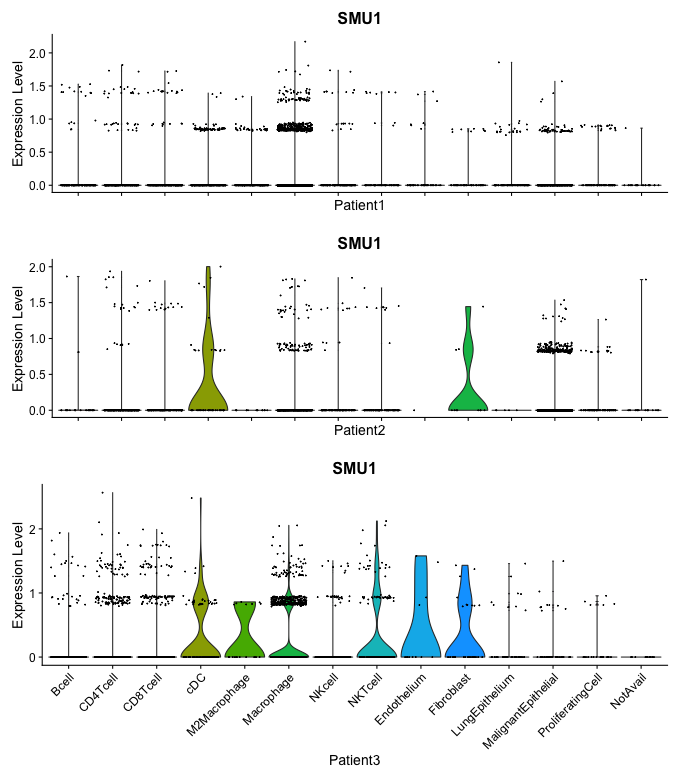 SMU1
Expression Level
2.0
1.5
1.0
0.5
0.0
Patient1
SMU1
Expression Level
2.0
1.5
1.0
0.5
0.0
Patient2
SMU1
Expression Level
2
1
0
Bcell
CD4Tcell
CD8Tcell
cDC
M2Macrophage
Macrophage
NKcell
NKTcell
Endothelium
Fibroblast
LungEpithelium
MalignantEpithelial
ProliferatingCell
NotAvail
Patient3